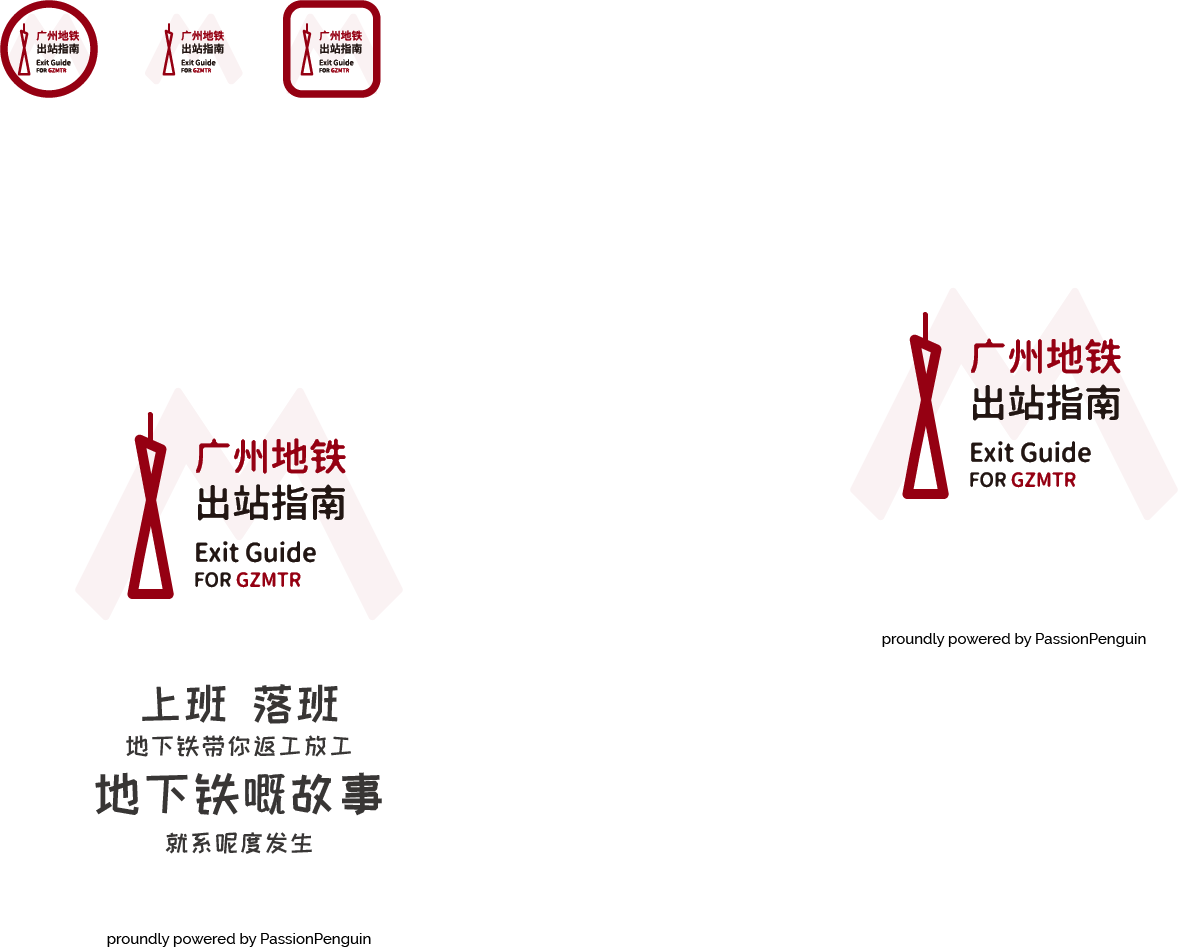 广州地铁
出站指南
Exit Guide
FOR GZMTR
广州地铁
出站指南
Exit Guide
FOR GZMTR
广州地铁
出站指南
Exit Guide
FOR GZMTR
广州地铁
出站指南
Exit Guide
FOR GZMTR
proundly powered by PassionPenguin
广州地铁
出站指南
Exit Guide
FOR GZMTR
上班 落班
地下铁带你返工放工
地下铁嘅故事
就系呢度发生
proundly powered by PassionPenguin